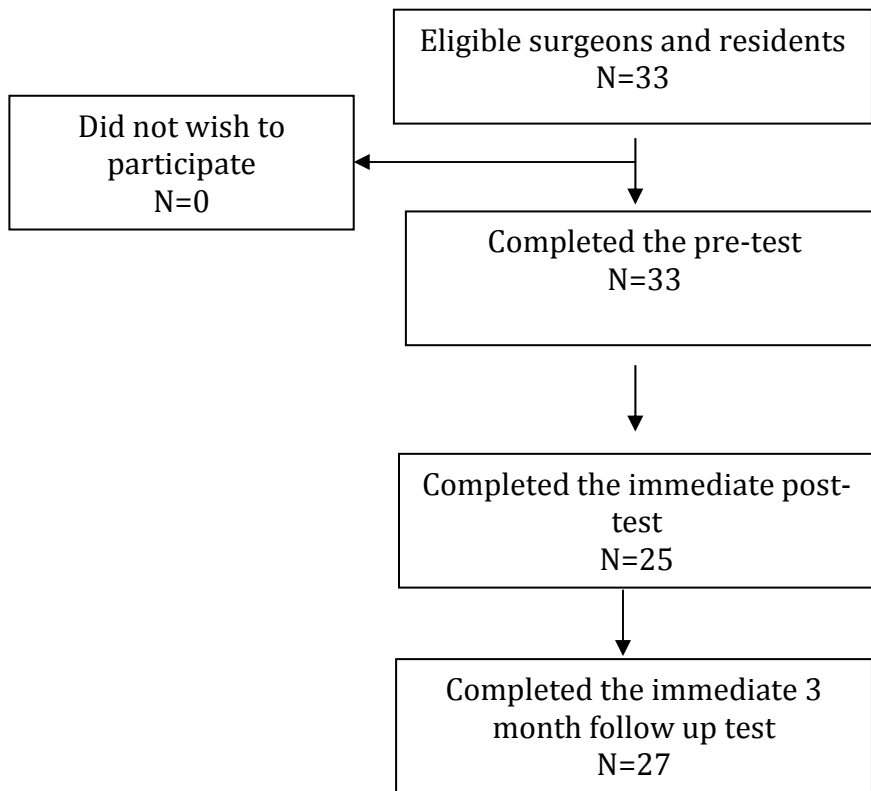 Eligible surgeons and residents
N=33
Did not wish to
participate
N=0
Completed the pre-test
N=33
Completed the immediate post-
test
N=25
Completed the immediate 3
month follow up test
N=27